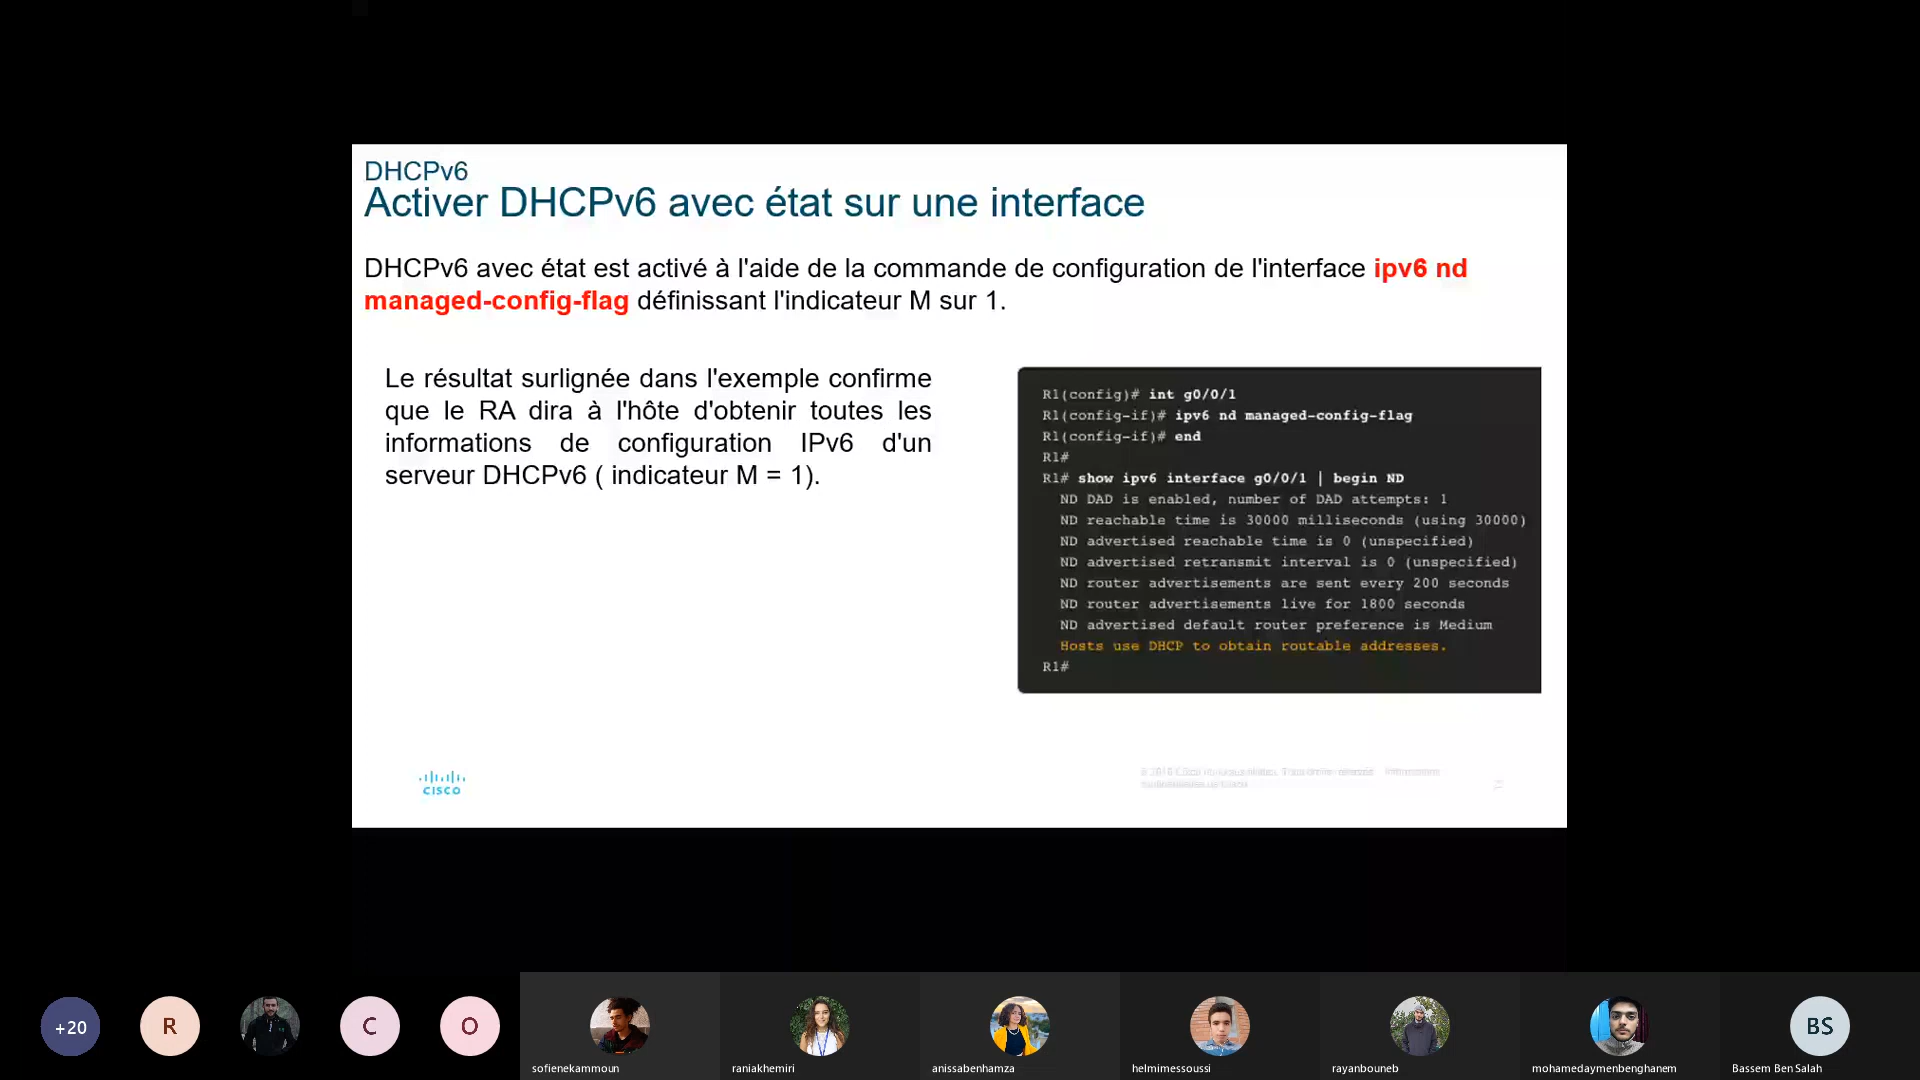 DHCPv6
Activer DHCPv6 avec état sur une interface
DHCPv6 avec état est activé à l'aide de la commande de configuration de l'interface ipv6 nd
managed-config-flag définissant l'indicateur M sur 1.
Le résultat surlignée dans l'exemple confirme
que le RA dira à l'hôte d'obtenir toutes les
informations de configuration IPv6 d'un
serveur DHCPv6 ( indicateur M = 1).
R1(config)# int g0/0/1
R1(config-if)# ipv6 nd managed-config-flag
R1(config-if)# end
R1#
R1# show ipv6 interface g0/0/1 | begin ND
ND DAD is enabled, number of DAD attempts: 1
ND reachable time is 30000 milliseconds (using 30000)
ND advertised reachable time is 0 (unspecified)
ND advertised retransmit interval is 0 (unspecified)
ND router advertisements are sent every 200 seconds
ND router advertisements live for 1800 seconds
ND advertised default router preference is Medium
Hosts use DHCP to obtain routable addresses.
R1#
CISCO
+20
R
C
O
BS
sofienekammoun
raniakhemiri
anissabenhamza
helmimessoussi
rayanbouneb
mohamedaymenbenghanem
Bassem Ben Salah